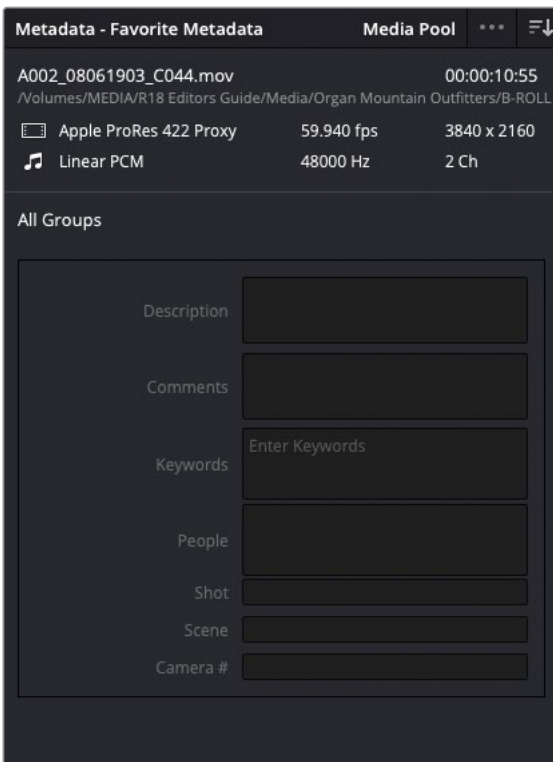 Metadata - Favorite Metadata Media Pool
A002_08061903_C044.mov 00:00:10:55
/Volumes/MEDIA/R18 Editors Guide/Media/Organ Mountain Outfitters/B-ROLL
Apple ProRes 422 Proxy 59.940 fps 3840 x 2160
Linear PCM 48000 Hz 2 Ch
All Groups
Description
Comments
Keywords Enter Keywords
People
Shot
Scene
Camera #